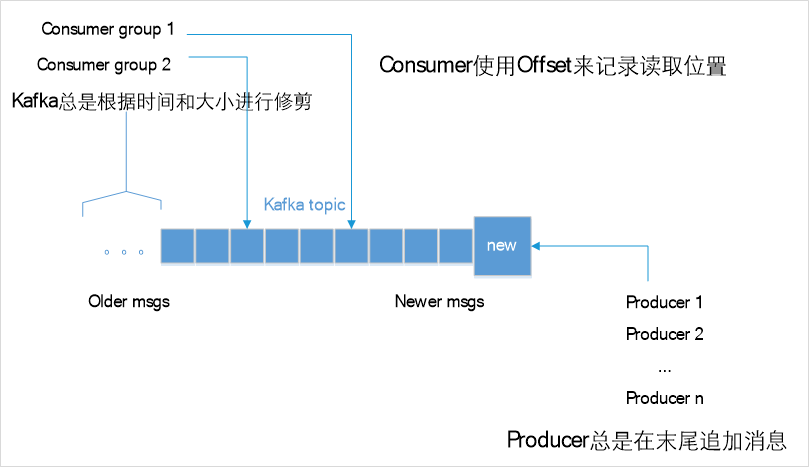 Consumer group 1
Consumer group 2
Consumer使用Offset来记录读取位置
Kafka总是根据时间和大小进行修剪
Kafka topic
new
Older msgs
Newer msgs
Producer 1
Producer 2
...
Producer n
Producer总是在末尾追加消息